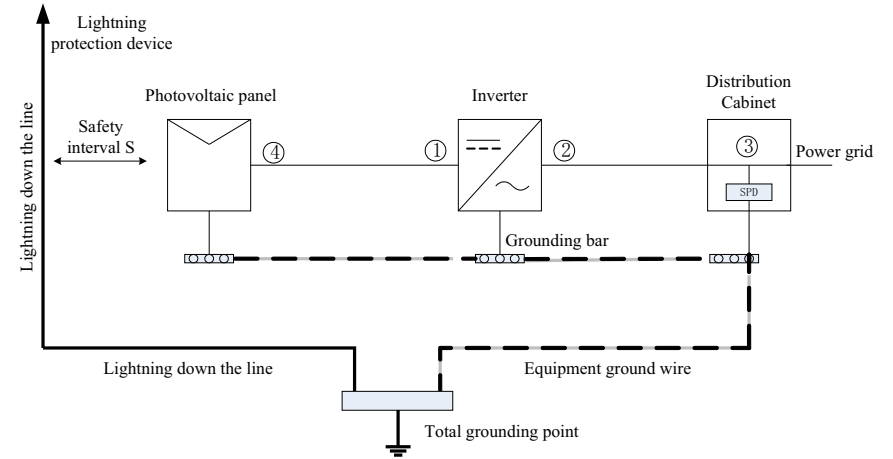 Lightning
protection device
Photovoltaic panel
Inverter
Distribution
Cabinet
Safety
interval S
④
①
②
③
Power grid
SPD
Lightning down the line
Grounding bar
Lightning down the line
Equipment ground wire
Total grounding point